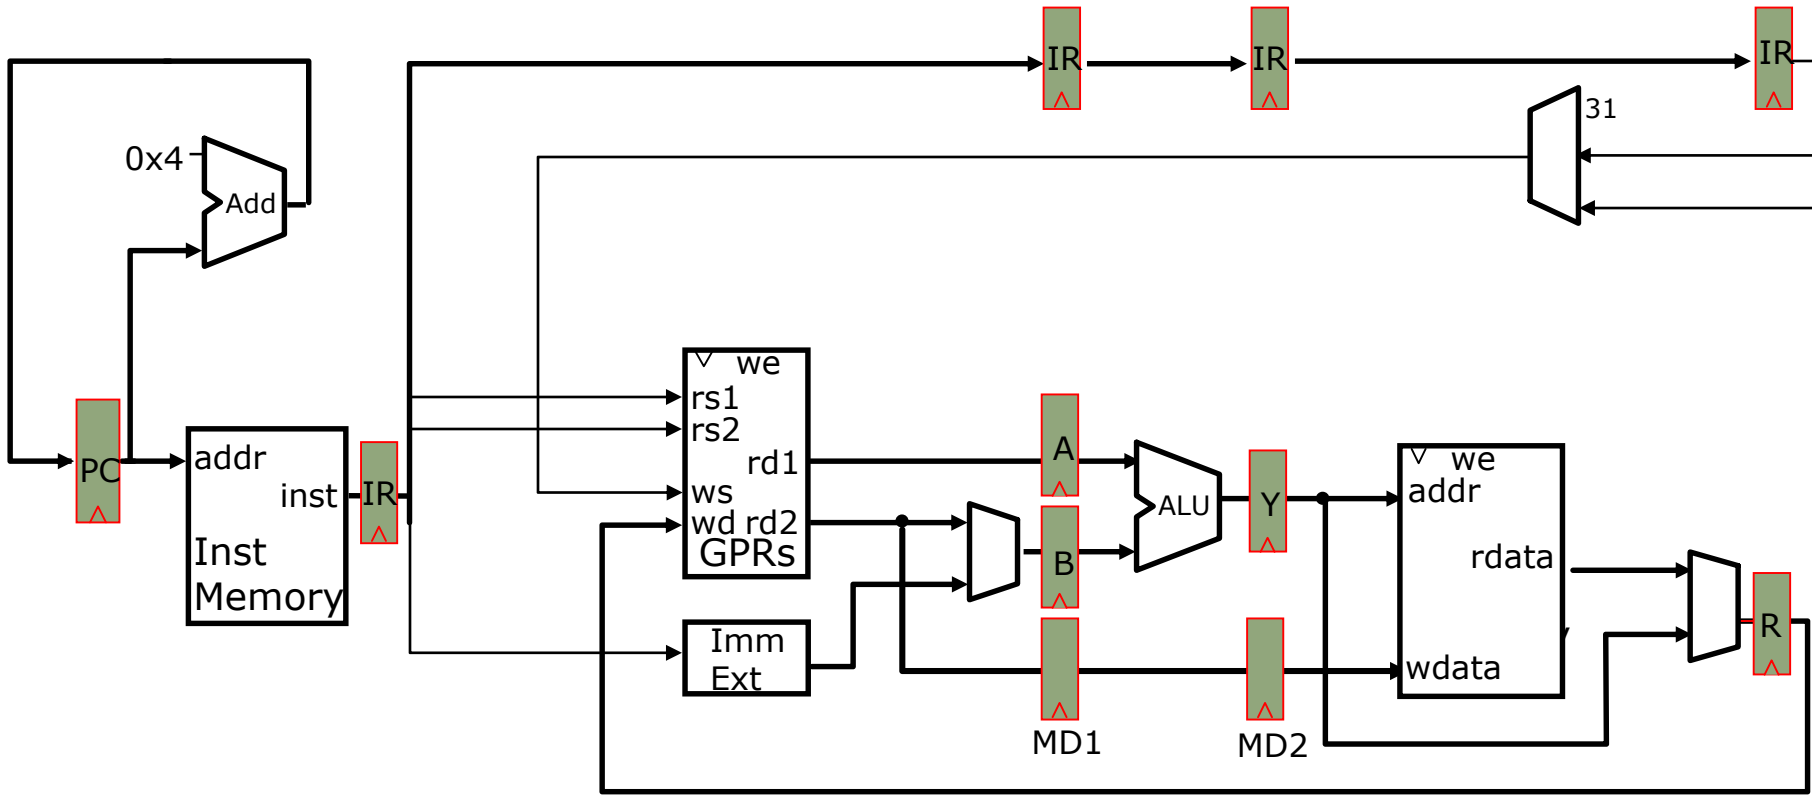 IR
IR
IR
31
0x4
Add
we
rs1
rs2
rd1
ws
wd rd2
GPRs
PC
addr
inst
Inst
Memory
IR
A
B
ALU
Y
we
addr
rdata
wdata
R
Imm
Ext
MD1
MD2